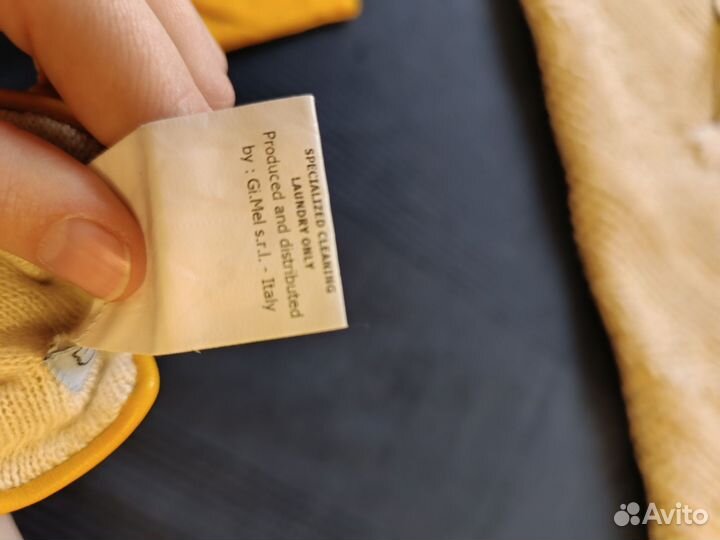 SPECIALIZED CLEANING
LAUNDRY ONLY
Produced and distributed
by : Gi.Mel s.r.l. - Italy
Avito